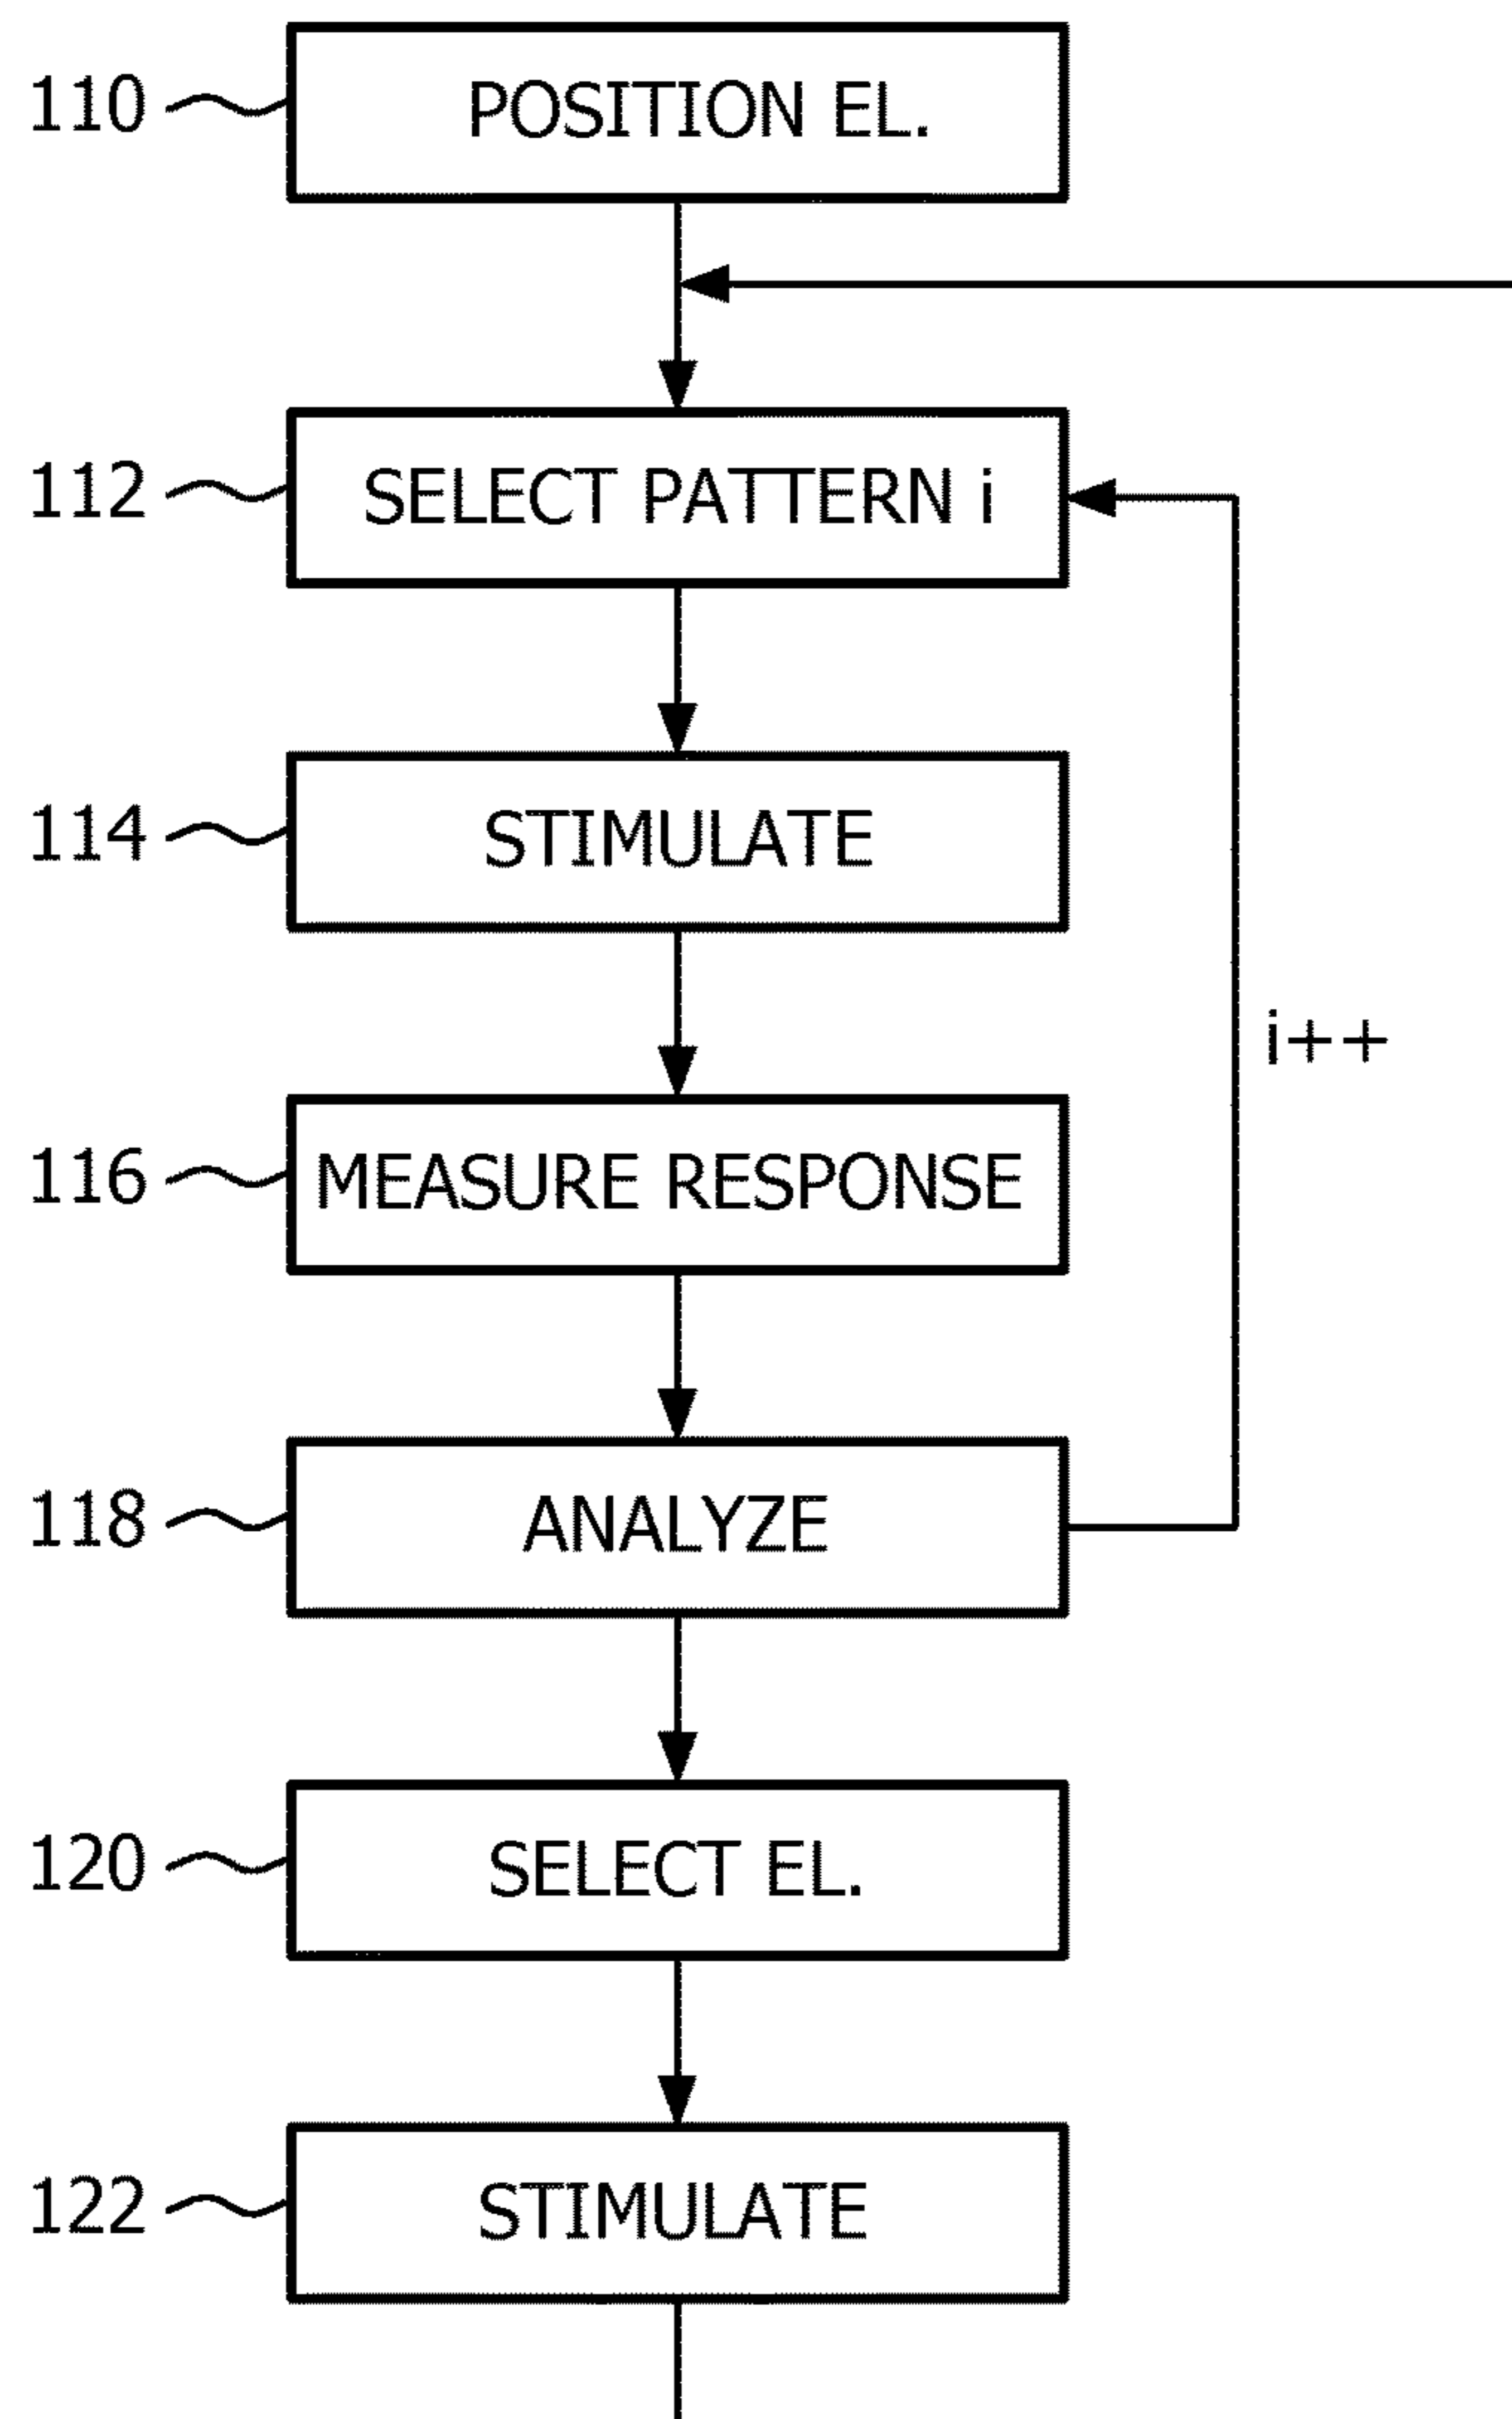 110 POSITION EL.
112 SELECT PATTERN i
114 STIMULATE
i++
116 MEASURE RESPONSE
118 ANALYZE
120 SELECT EL.
122 STIMULATE